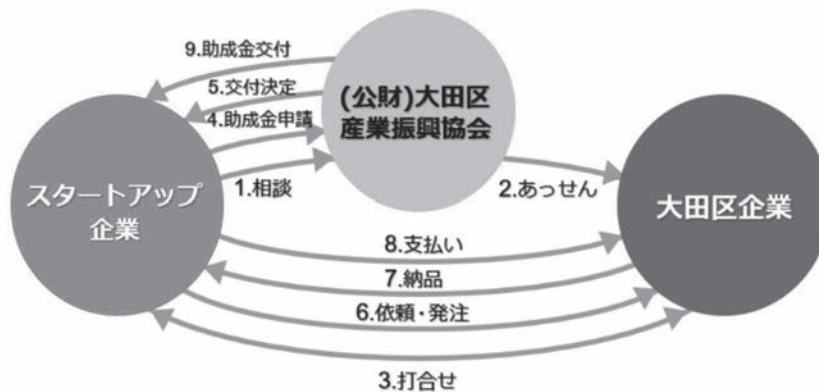 9.助成金交付
5.交付決定
4.助成金申請
(公財)大田区
産業振興協会
1.相談
2.あっせん
スタートアップ
企業
大田区企業
8.支払い
7.納品
6.依頼・発注
3.打合せ